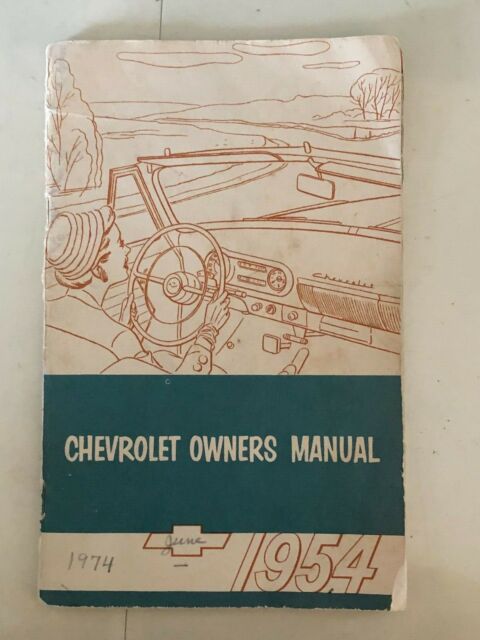 Chevrolet
CHEVROLET OWNERS MANUAL
June
1974
1954